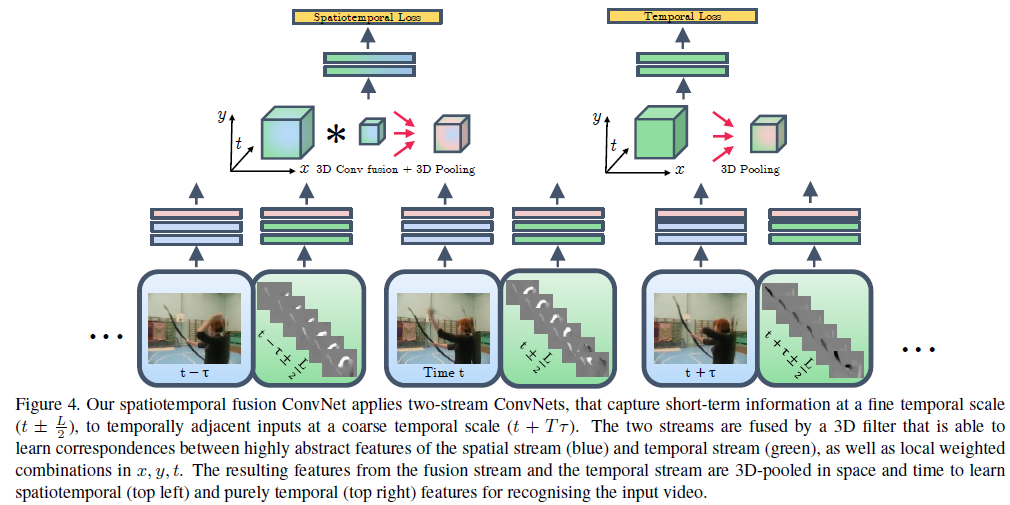 Spatiotemporal Loss
Temporal Loss
y
t
x
*
3D Conv fusion + 3D Pooling
y
t
x
3D Pooling
...
t − τ
t − τ ± L/2
Time t
t ± L/2
t + τ
t + τ ± L/2
...
Figure 4. Our spatiotemporal fusion ConvNet applies two-stream ConvNets, that capture short-term information at a fine temporal scale
(t ± L/2), to temporally adjacent inputs at a coarse temporal scale (t + Tτ). The two streams are fused by a 3D filter that is able to
learn correspondences between highly abstract features of the spatial stream (blue) and temporal stream (green), as well as local weighted
combinations in x, y, t. The resulting features from the fusion stream and the temporal stream are 3D-pooled in space and time to learn
spatiotemporal (top left) and purely temporal (top right) features for recognising the input video.